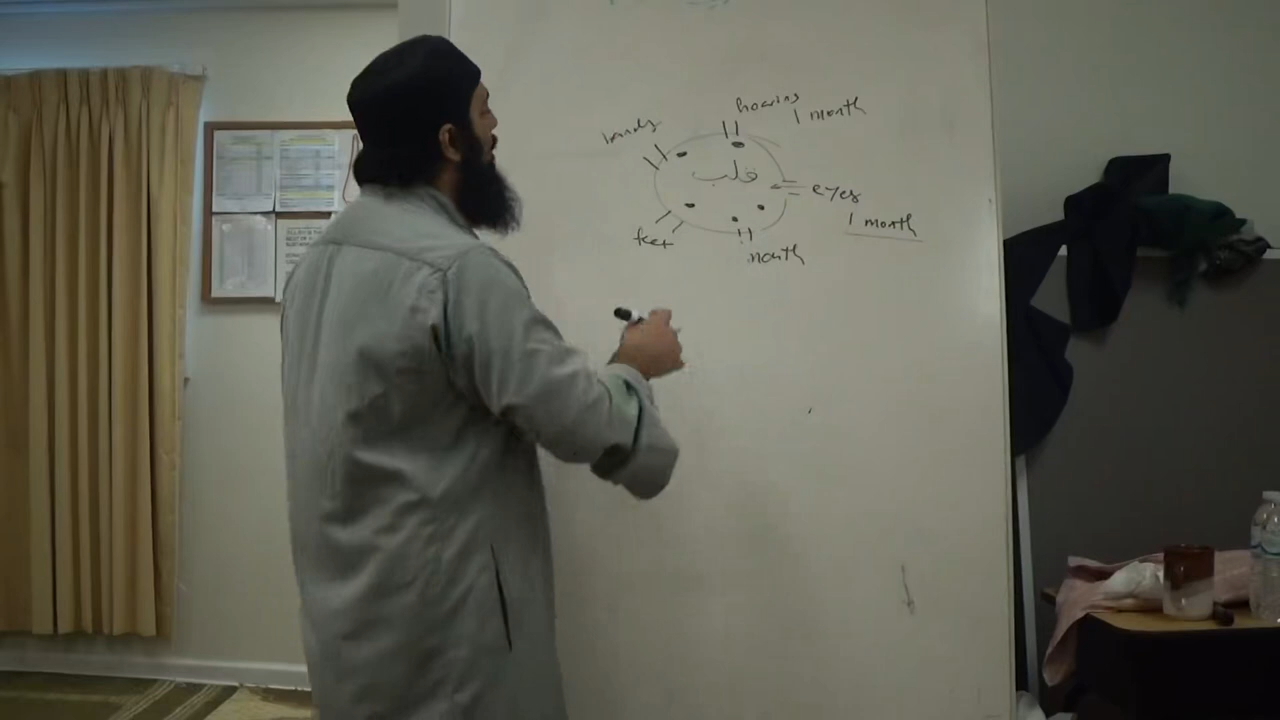 hearing
1 month
hands
قلب
eyes
1 month
feet
mouth